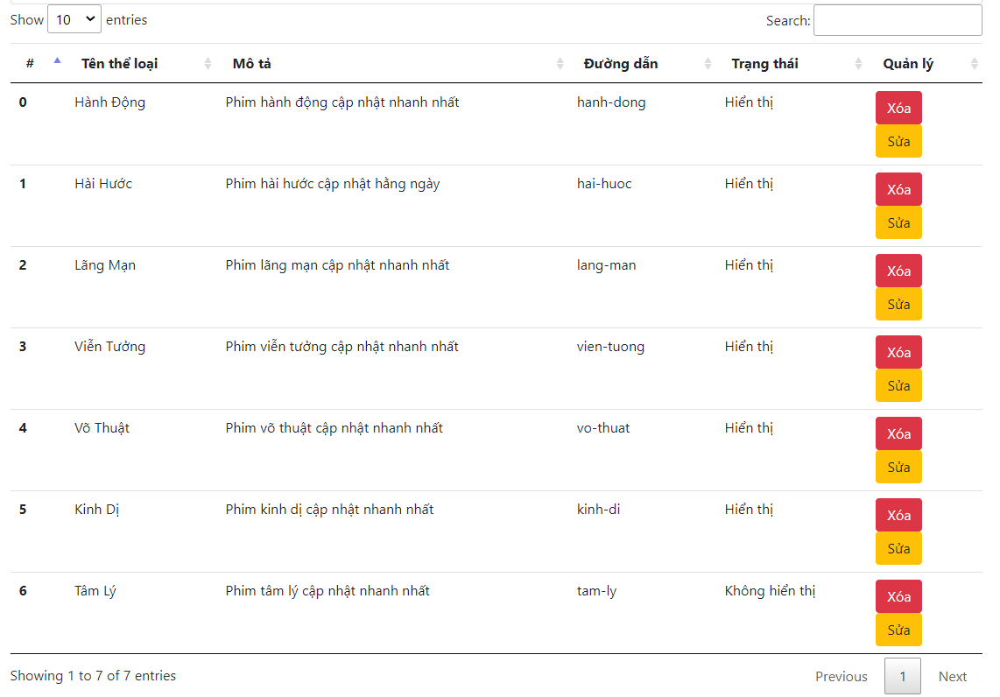 Show 10 entries Search:
# Tên thể loại Mô tả Đường dẫn Trạng thái Quản lý
0 Hành Động Phim hành động cập nhật nhanh nhất hanh-dong Hiển thị Xóa
Sửa
1 Hài Hước Phim hài hước cập nhật hằng ngày hai-huoc Hiển thị Xóa
Sửa
2 Lãng Mạn Phim lãng mạn cập nhật nhanh nhất lang-man Hiển thị Xóa
Sửa
3 Viễn Tưởng Phim viễn tưởng cập nhật nhanh nhất vien-tuong Hiển thị Xóa
Sửa
4 Võ Thuật Phim võ thuật cập nhật nhanh nhất vo-thuat Hiển thị Xóa
Sửa
5 Kinh Dị Phim kinh dị cập nhật nhanh nhất kinh-di Hiển thị Xóa
Sửa
6 Tâm Lý Phim tâm lý cập nhật nhanh nhất tam-ly Không hiển thị Xóa
Sửa
Showing 1 to 7 of 7 entries Previous 1 Next